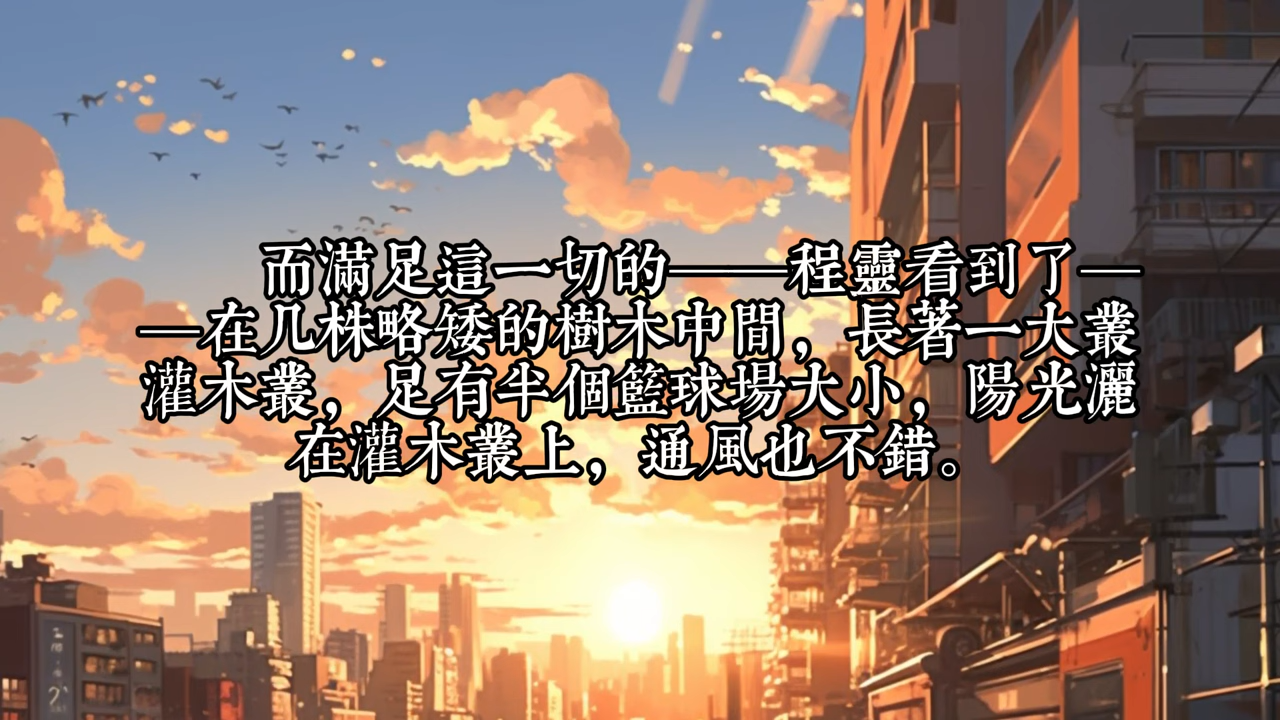 而滿足這一切的——程靈看到了—
—在几株略矮的樹木中間，長著一大叢
灌木叢，足有半個籃球場大小，陽光灑
在灌木叢上，通風也不錯。